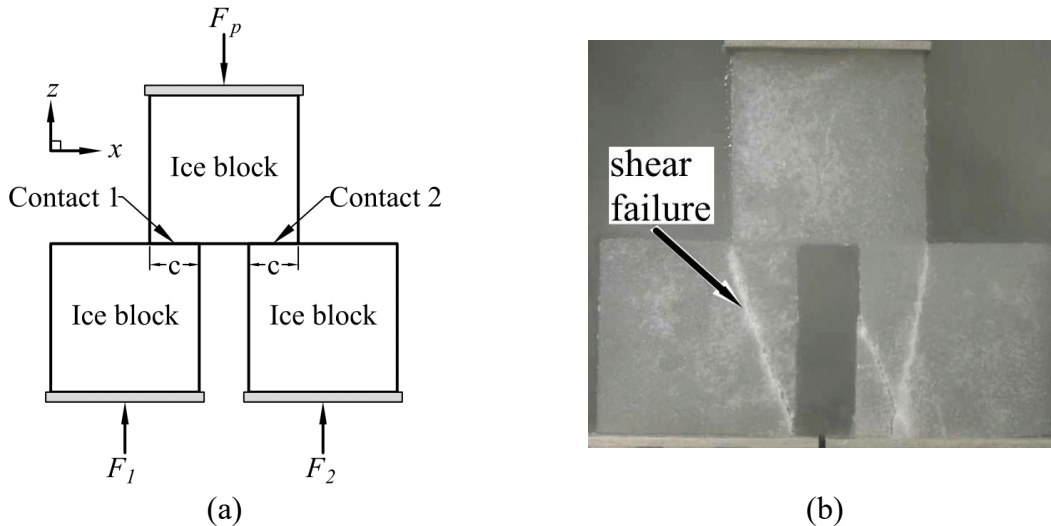 F_p
z
x
Ice block
Contact 1
Contact 2
c
c
Ice block
Ice block
F_1
F_2
(a)
shear
failure
(b)